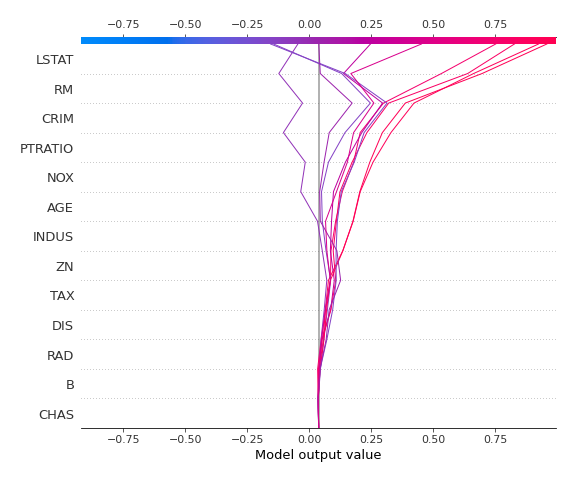 −0.75 −0.50 −0.25 0.00 0.25 0.50 0.75
LSTAT
RM
CRIM
PTRATIO
NOX
AGE
INDUS
ZN
TAX
DIS
RAD
B
CHAS
−0.75 −0.50 −0.25 0.00 0.25 0.50 0.75
Model output value